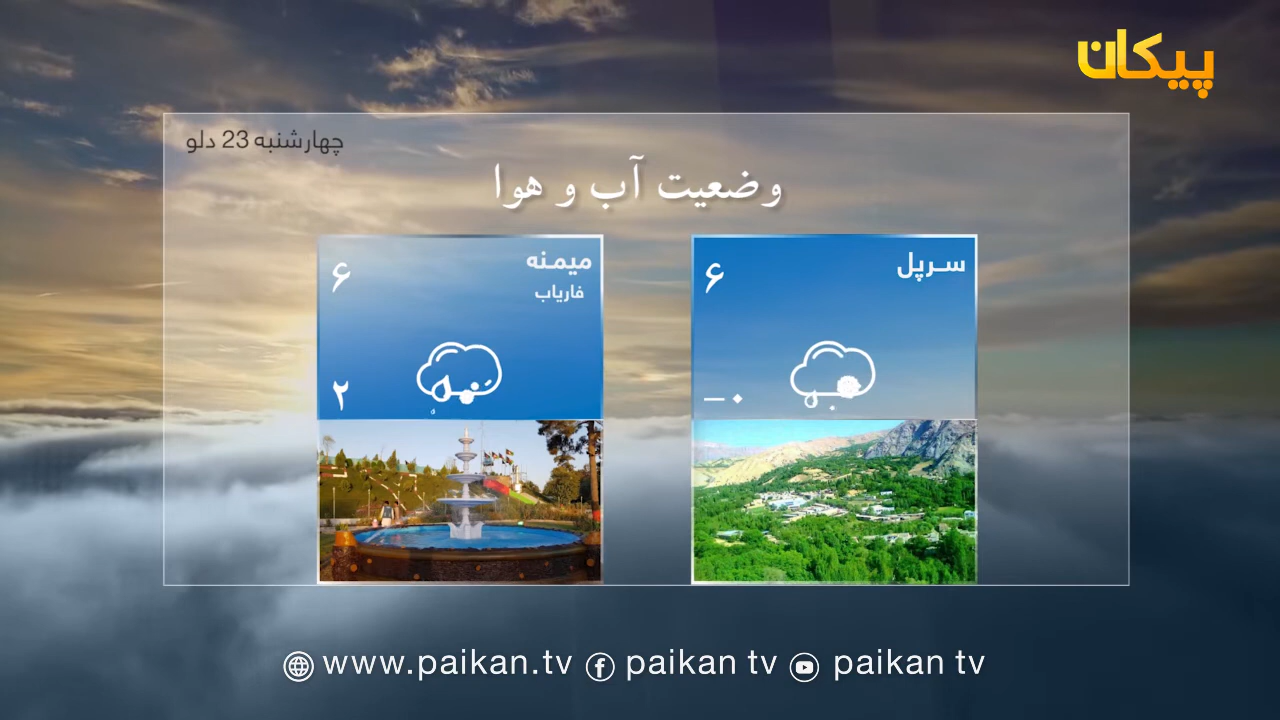 پیکان
چهارشنبه 23 دلو
وضعیت آب و هوا
سرپل
۶
۰–
میمنه
فاریاب
۶
۲
www.paikan.tv paikan tv paikan tv